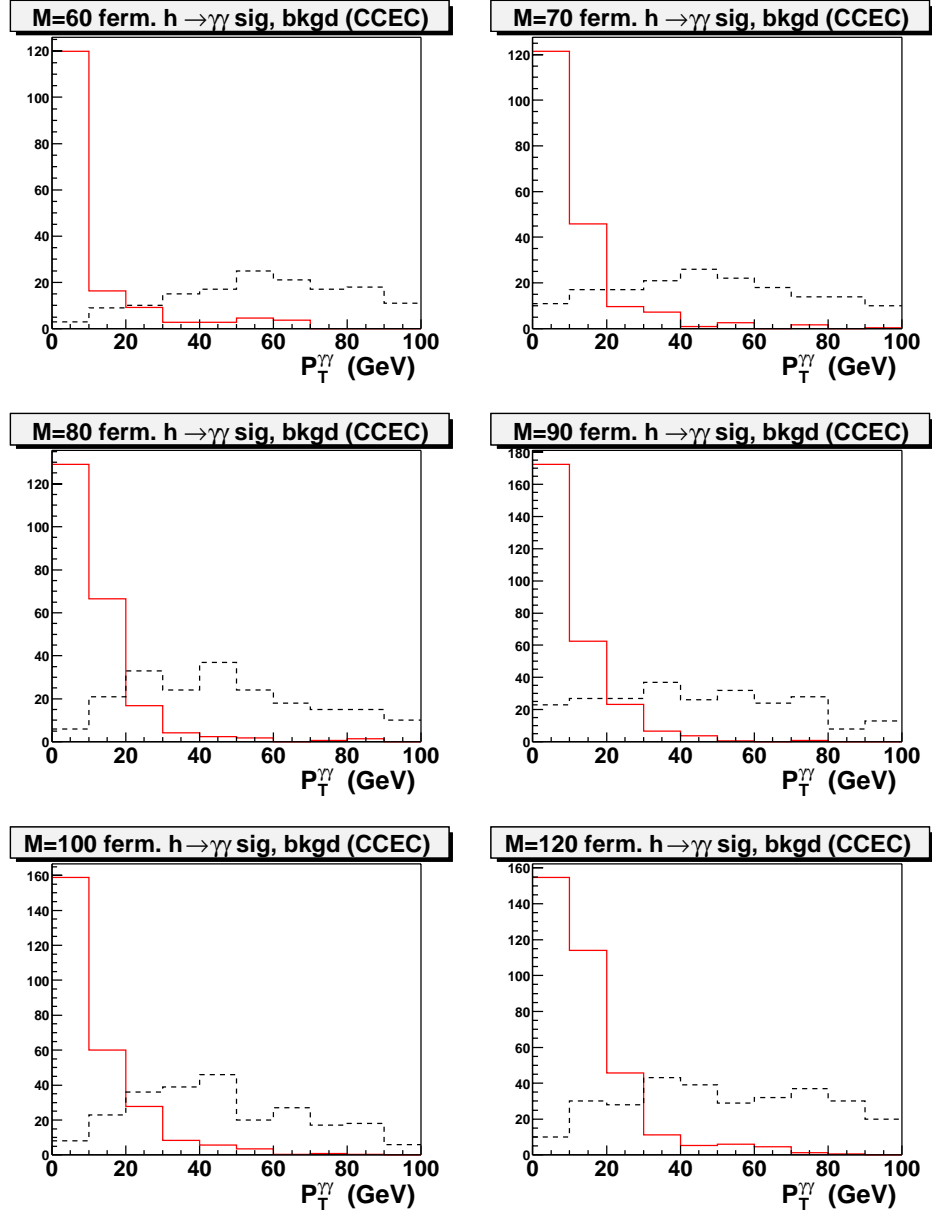 M=60 ferm. h →γγ sig, bkgd (CCEC)
120
100
80
60
40
20
0
0 20 40 60 80 100
P_T^γγ (GeV)
M=70 ferm. h →γγ sig, bkgd (CCEC)
120
100
80
60
40
20
0
0 20 40 60 80 100
P_T^γγ (GeV)
M=80 ferm. h →γγ sig, bkgd (CCEC)
120
100
80
60
40
20
0
0 20 40 60 80 100
P_T^γγ (GeV)
M=90 ferm. h →γγ sig, bkgd (CCEC)
180
160
140
120
100
80
60
40
20
0
0 20 40 60 80 100
P_T^γγ (GeV)
M=100 ferm. h →γγ sig, bkgd (CCEC)
160
140
120
100
80
60
40
20
0
0 20 40 60 80 100
P_T^γγ (GeV)
M=120 ferm. h →γγ sig, bkgd (CCEC)
160
140
120
100
80
60
40
20
0
0 20 40 60 80 100
P_T^γγ (GeV)